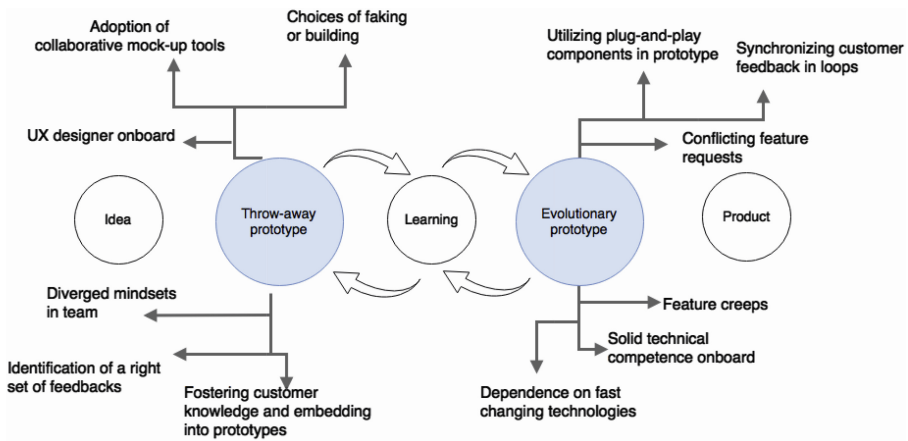 Adoption of
collaborative mock-up tools
Choices of faking
or building
Utilizing plug-and-play
components in prototype
Synchronizing customer
feedback in loops
UX designer onboard
Conflicting feature
requests
Idea
Throw-away
prototype
Learning
Evolutionary
prototype
Product
Diverged mindsets
in team
Feature creeps
Identification of a right
set of feedbacks
Solid technical
competence onboard
Fostering customer
knowledge and embedding
into prototypes
Dependence on fast
changing technologies